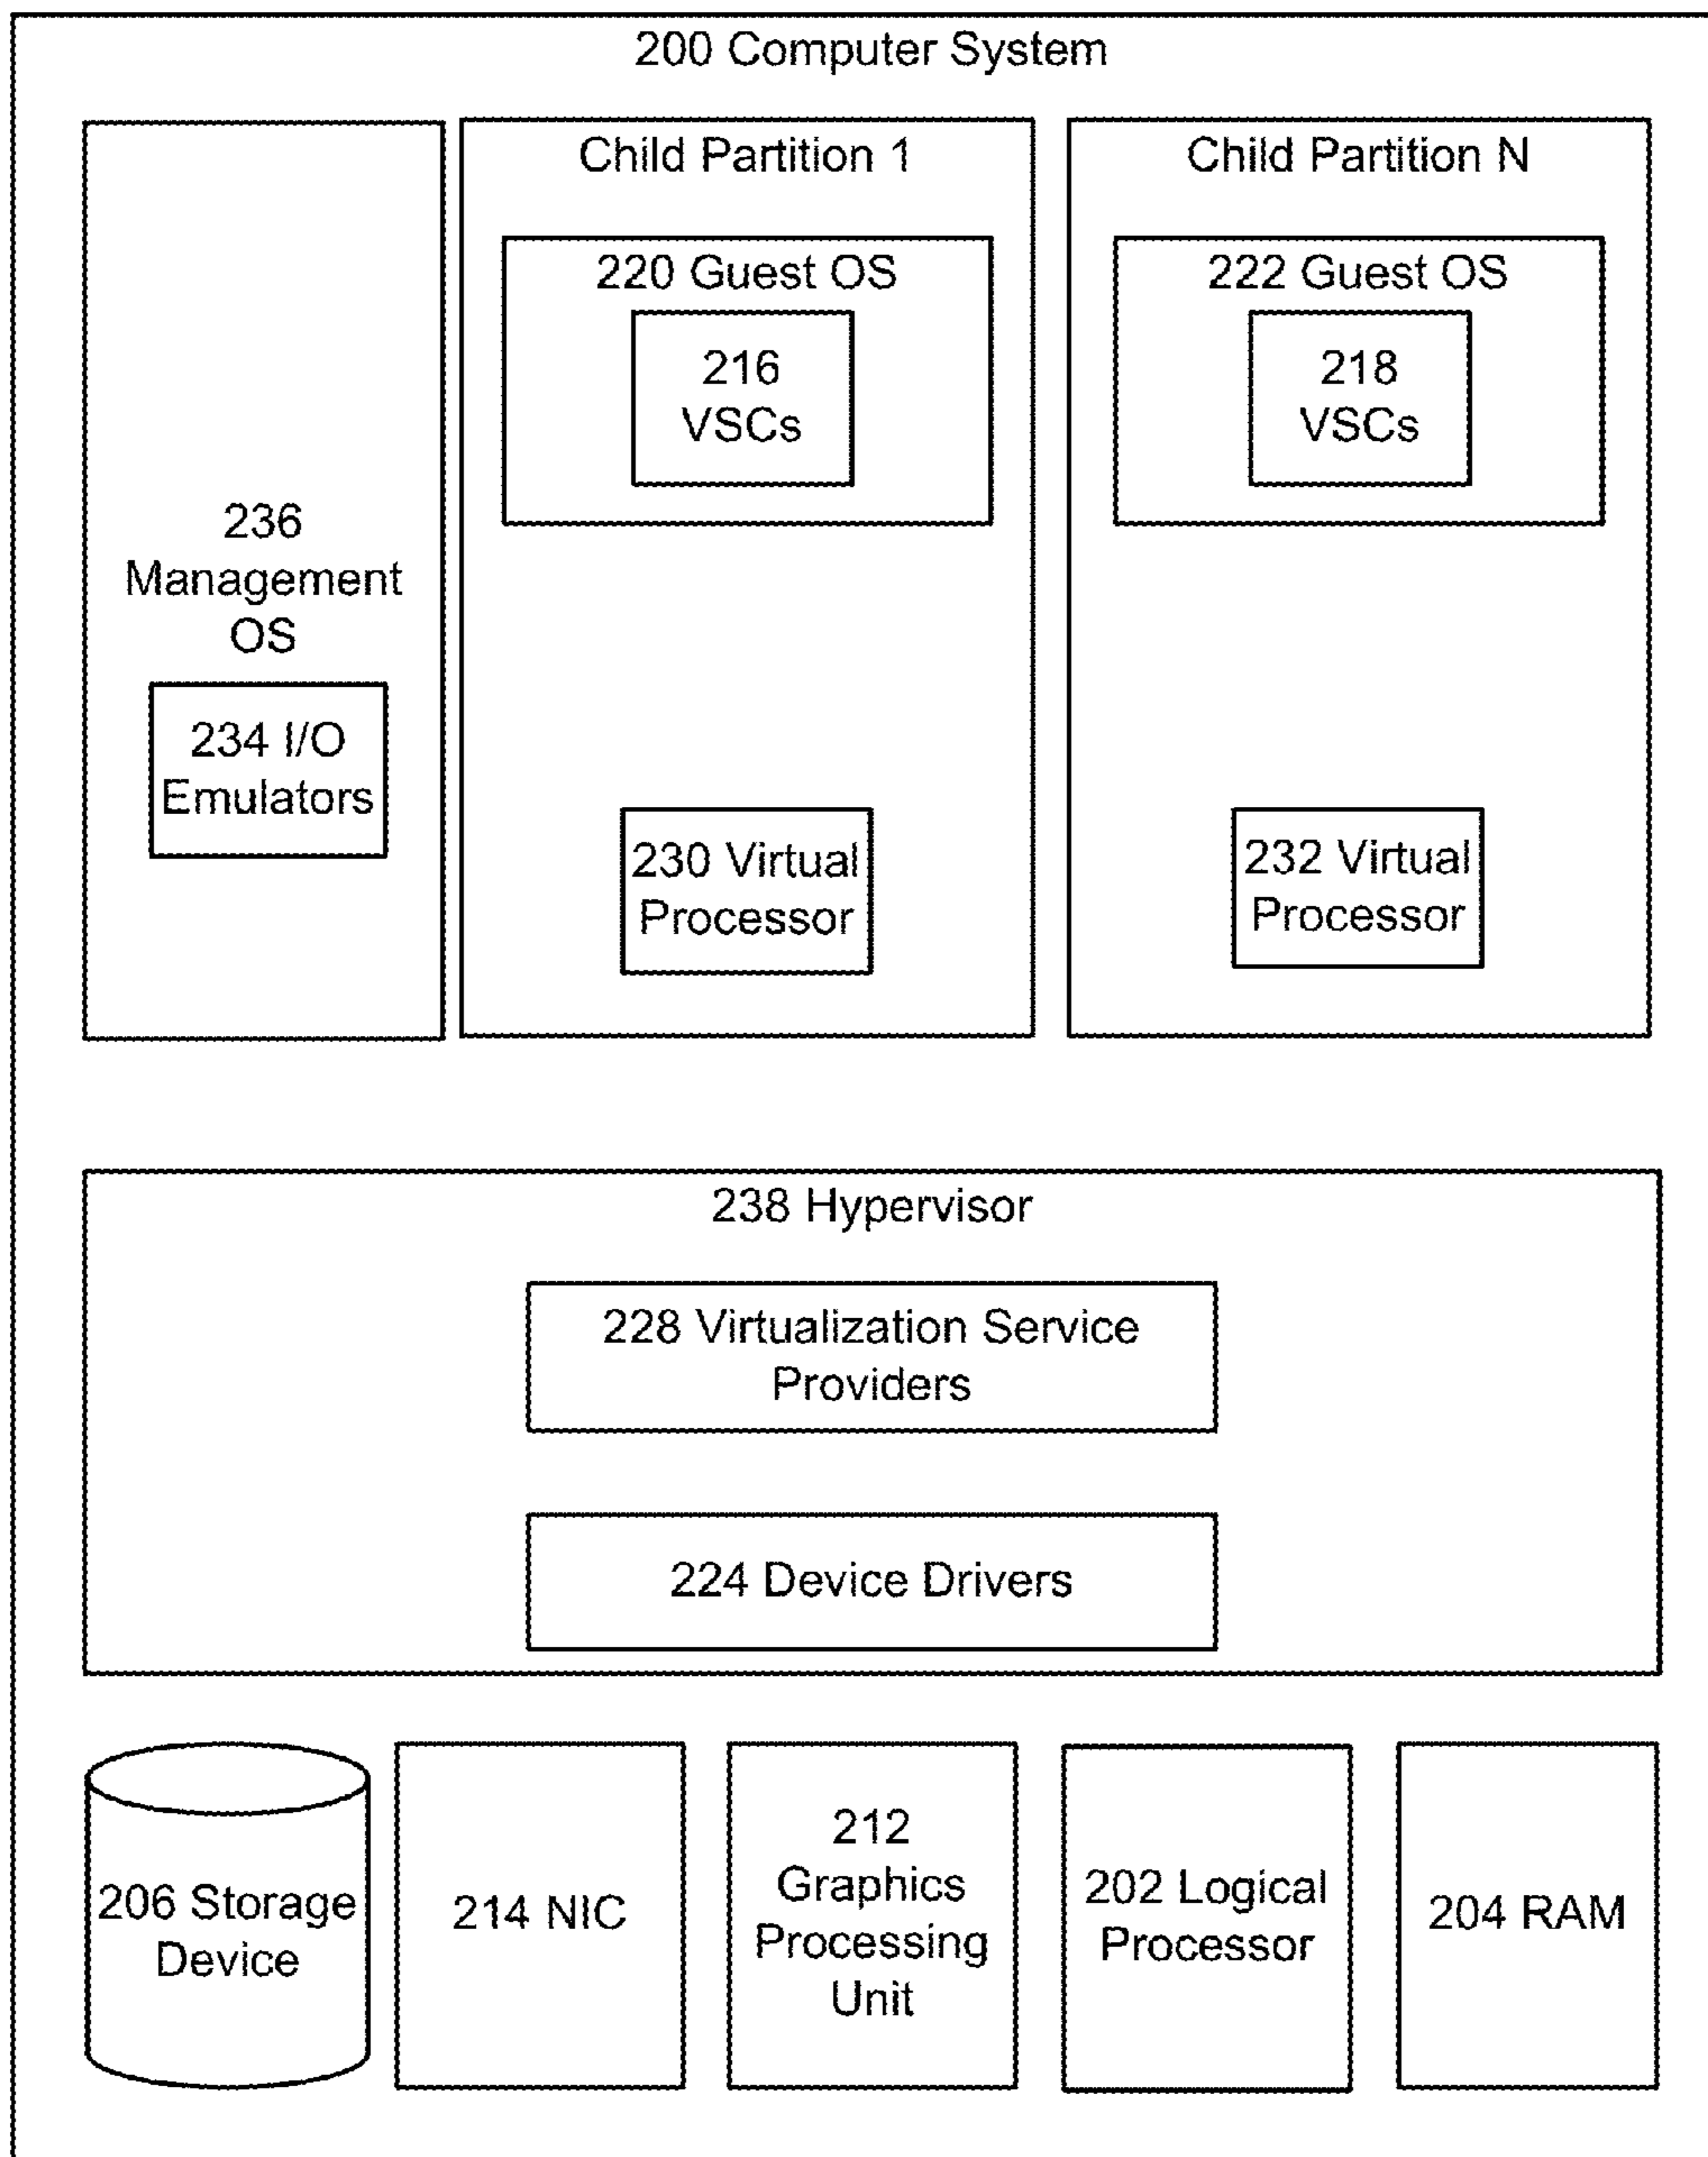 200 Computer System
Child Partition 1
Child Partition N
220 Guest OS
222 Guest OS
216
VSCs
218
VSCs
236
Management
OS
234 I/O
Emulators
230 Virtual
Processor
232 Virtual
Processor
238 Hypervisor
228 Virtualization Service
Providers
224 Device Drivers
206 Storage
Device
214 NIC
212
Graphics
Processing
Unit
202 Logical
Processor
204 RAM